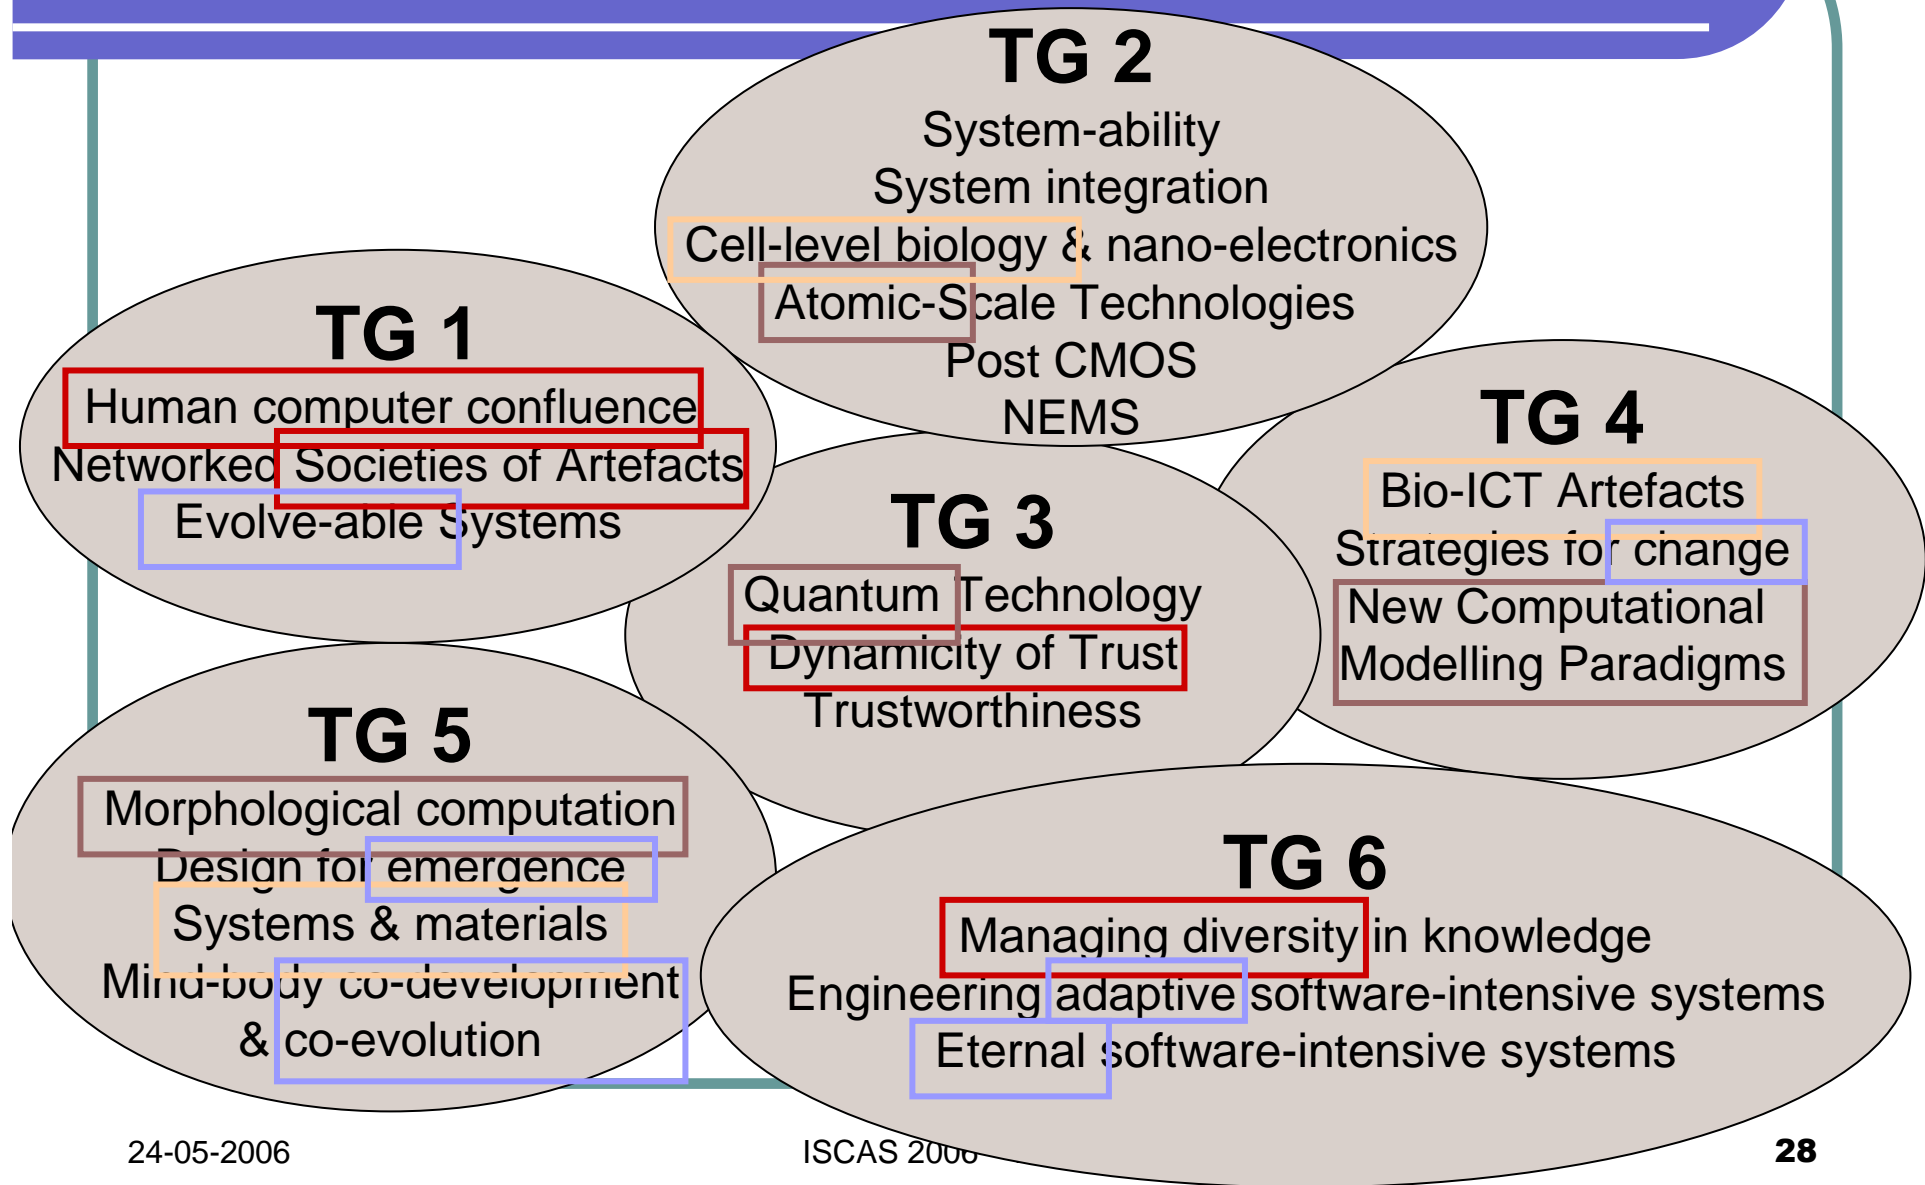 TG 2
System-ability
System integration
Cell-level biology & nano-electronics
Atomic-Scale Technologies
Post CMOS
NEMS
TG 1
Human computer confluence
Networked Societies of Artefacts
Evolve-able Systems
TG 4
Bio-ICT Artefacts
Strategies for change
New Computational
Modelling Paradigms
TG 3
Quantum Technology
Dynamicity of Trust
Trustworthiness
TG 5
Morphological computation
Design for emergence
Systems & materials
Mind-body co-development
& co-evolution
TG 6
Managing diversity in knowledge
Engineering adaptive software-intensive systems
Eternal software-intensive systems
24-05-2006
ISCAS 2006
28